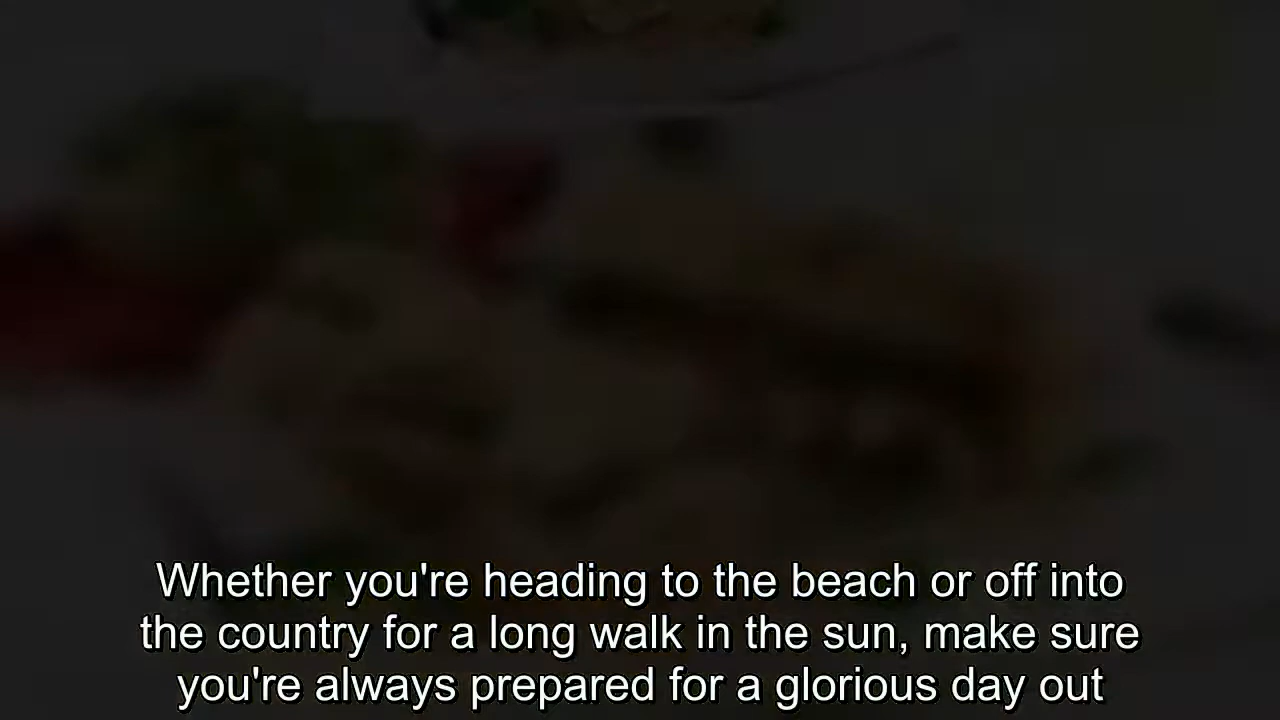 Whether you're heading to the beach or off into
the country for a long walk in the sun, make sure
you're always prepared for a glorious day out